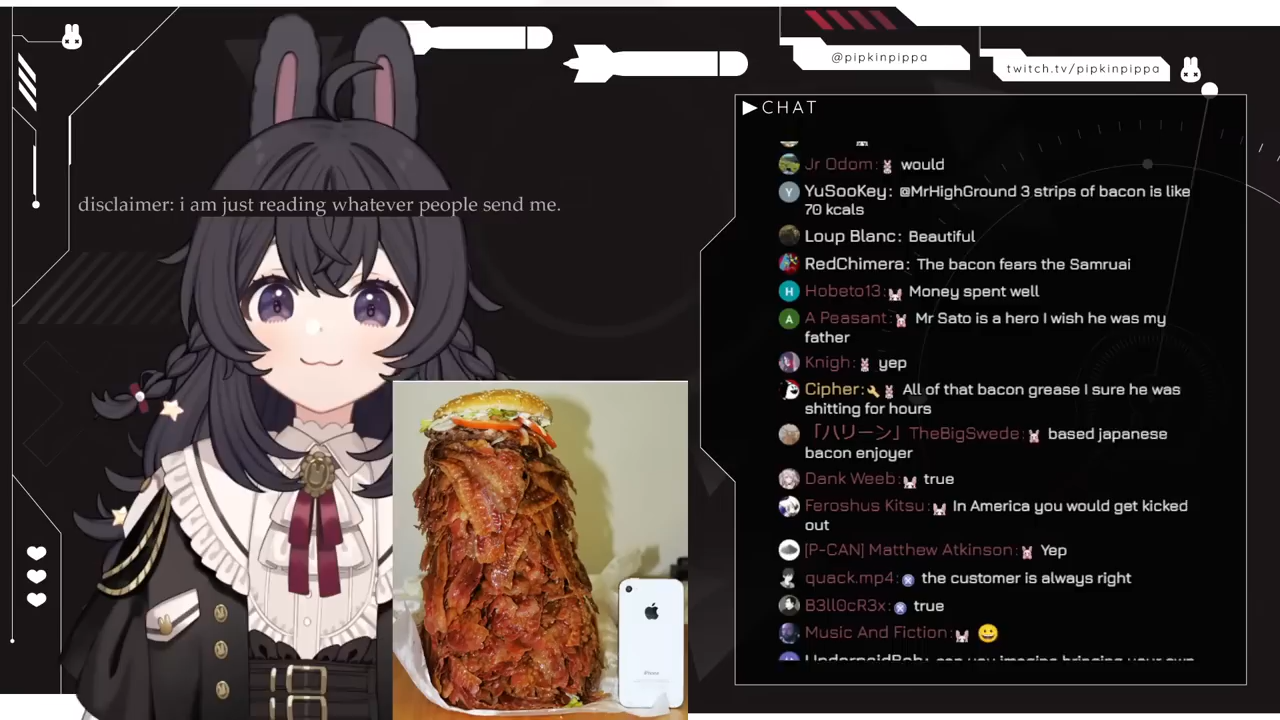 @pipkinpippa
twitch.tv/pipkinpippa
▶CHAT
disclaimer: i am just reading whatever people send me.
Jr Odom: would
YuSooKey: @MrHighGround 3 strips of bacon is like
70 kcals
Loup Blanc: Beautiful
RedChimera: The bacon fears the Samruai
H Hobeto13: Money spent well
A A Peasant: Mr Sato is a hero I wish he was my
father
Knigh: yep
Cipher: All of that bacon grease I sure he was
shitting for hours
「ハリーン」TheBigSwede: based japanese
bacon enjoyer
Dank Weeb: true
Feroshus Kitsu: In America you would get kicked
out
[P-CAN] Matthew Atkinson: Yep
quack.mp4: the customer is always right
B3ll0cR3x: true
Music And Fiction: 😀
iPhone